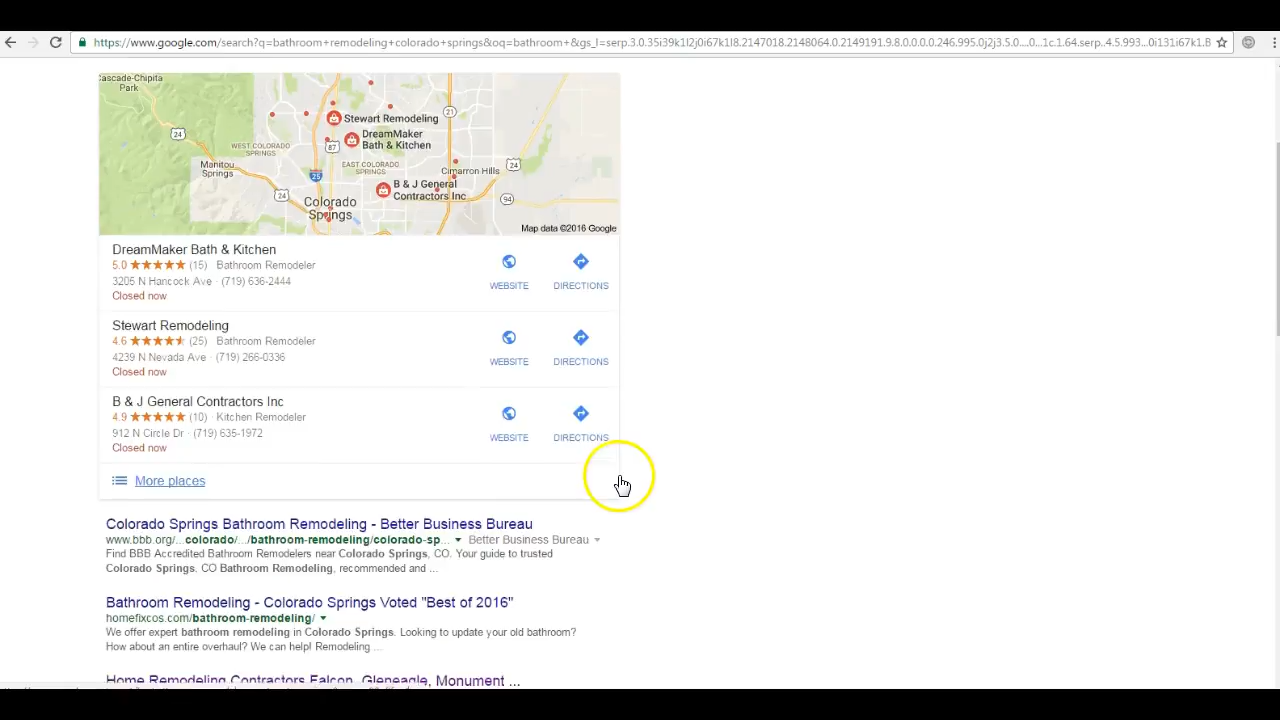 https://www.google.com/search?q=bathroom+remodeling+colorado+springs&oq=bathroom+&gs_l=serp.3.0.35i39k1l2j0i67k1l8.2147018.2148064.0.2149191.9.8.0.0.0.0.246.995.0j2j3.5.0....0...1c.1.64.serp..4.5.993...0i131i67k1.B
Cascade-Chipita
Park
21
Stewart Remodeling
24
DreamMaker
Bath & Kitchen
87
WEST COLORADO
SPRINGS
EAST COLORADO
SPRINGS
Manitou
Springs
25
Cimarron Hills
24
B & J General
Contractors Inc
24
94
Colorado
Springs
Map data ©2016 Google
DreamMaker Bath & Kitchen
5.0 ★★★★★ (15) · Bathroom Remodeler
3205 N Hancock Ave · (719) 636-2444
Closed now
WEBSITE
DIRECTIONS
Stewart Remodeling
4.6 ★★★★★ (25) · Bathroom Remodeler
4239 N Nevada Ave · (719) 266-0336
Closed now
WEBSITE
DIRECTIONS
B & J General Contractors Inc
4.9 ★★★★★ (10) · Kitchen Remodeler
912 N Circle Dr · (719) 635-1972
Closed now
WEBSITE
DIRECTIONS
More places
Colorado Springs Bathroom Remodeling - Better Business Bureau
www.bbb.org/...colorado/.../bathroom-remodeling/colorado-sp... ▼ Better Business Bureau ▼
Find BBB Accredited Bathroom Remodelers near Colorado Springs, CO. Your guide to trusted
Colorado Springs. CO Bathroom Remodeling, recommended and ...
Bathroom Remodeling - Colorado Springs Voted "Best of 2016"
homefixcos.com/bathroom-remodeling/ ▼
We offer expert bathroom remodeling in Colorado Springs. Looking to update your old bathroom?
How about an entire overhaul? We can help! Remodeling ...
Home Remodeling Contractors Falcon, Gleneagle, Monument ...